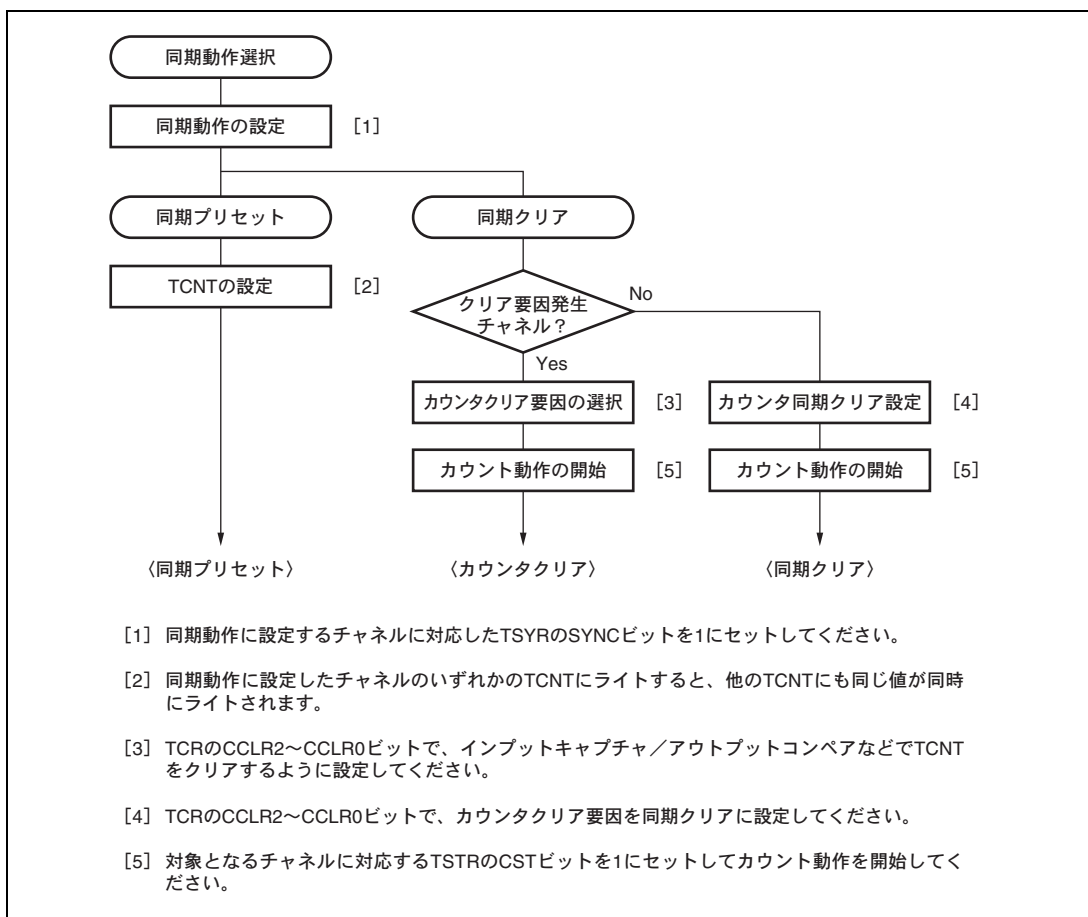 同期動作選択
同期動作の設定 [1]
同期プリセット 同期クリア
TCNTの設定 [2]
クリア要因発生
チャネル？
No
Yes
カウンタクリア要因の選択 [3] カウンタ同期クリア設定 [4]
カウント動作の開始 [5] カウント動作の開始 [5]
〈同期プリセット〉 〈カウンタクリア〉 〈同期クリア〉
[1] 同期動作に設定するチャネルに対応したTSYRのSYNCビットを1にセットしてください。
[2] 同期動作に設定したチャネルのいずれかのTCNTにライトすると、他のTCNTにも同じ値が同時
にライトされます。
[3] TCRのCCLR2～CCLR0ビットで、インプットキャプチャ／アウトプットコンペアなどでTCNT
をクリアするように設定してください。
[4] TCRのCCLR2～CCLR0ビットで、カウンタクリア要因を同期クリアに設定してください。
[5] 対象となるチャネルに対応するTSTRのCSTビットを1にセットしてカウント動作を開始してく
ださい。